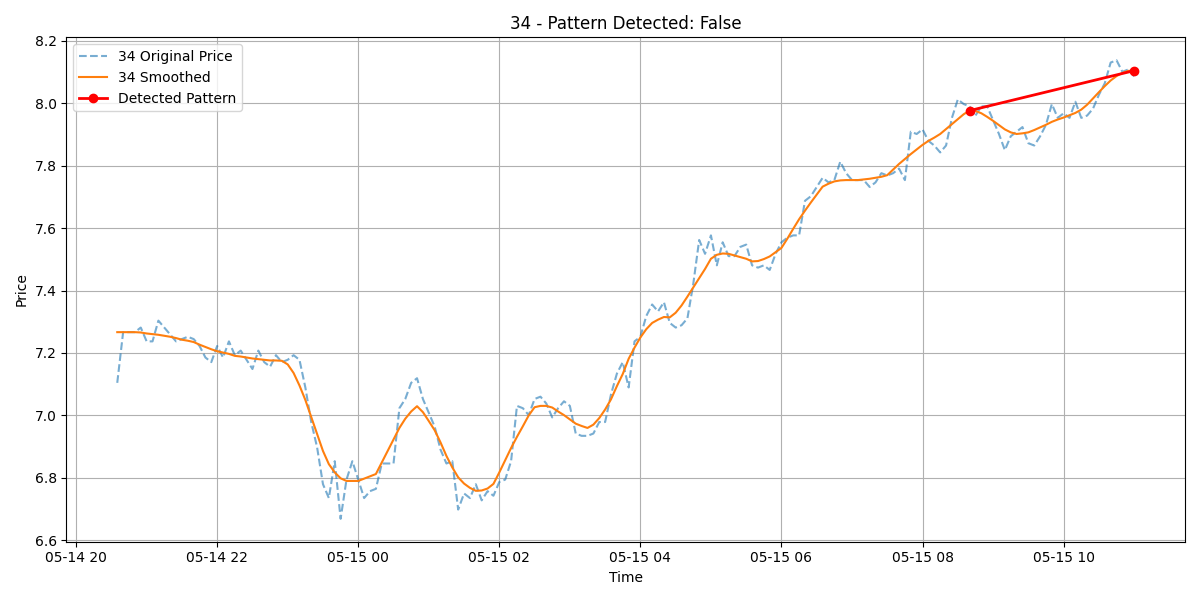 34 - Pattern Detected: False
34 Original Price
34 Smoothed
Detected Pattern
Price
8.2
8.0
7.8
7.6
7.4
7.2
7.0
6.8
6.6
05-14 20
05-14 22
05-15 00
05-15 02
05-15 04
05-15 06
05-15 08
05-15 10
Time